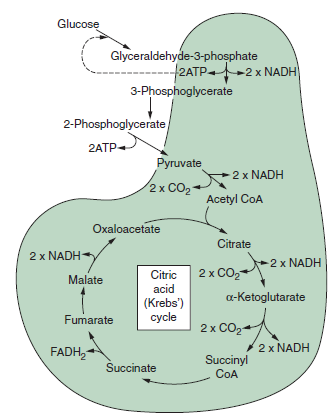 Glucose
Glyceraldehyde-3-phosphate
2ATP
2 x NADH
3-Phosphoglycerate
2-Phosphoglycerate
2ATP
Pyruvate
2 x NADH
2 x CO2
Acetyl CoA
Oxaloacetate
Citrate
2 x NADH
2 x NADH
2 x CO2
Citric
acid
(Krebs')
cycle
Malate
α-Ketoglutarate
Fumarate
2 x CO2
2 x NADH
FADH2
Succinate
Succinyl
CoA